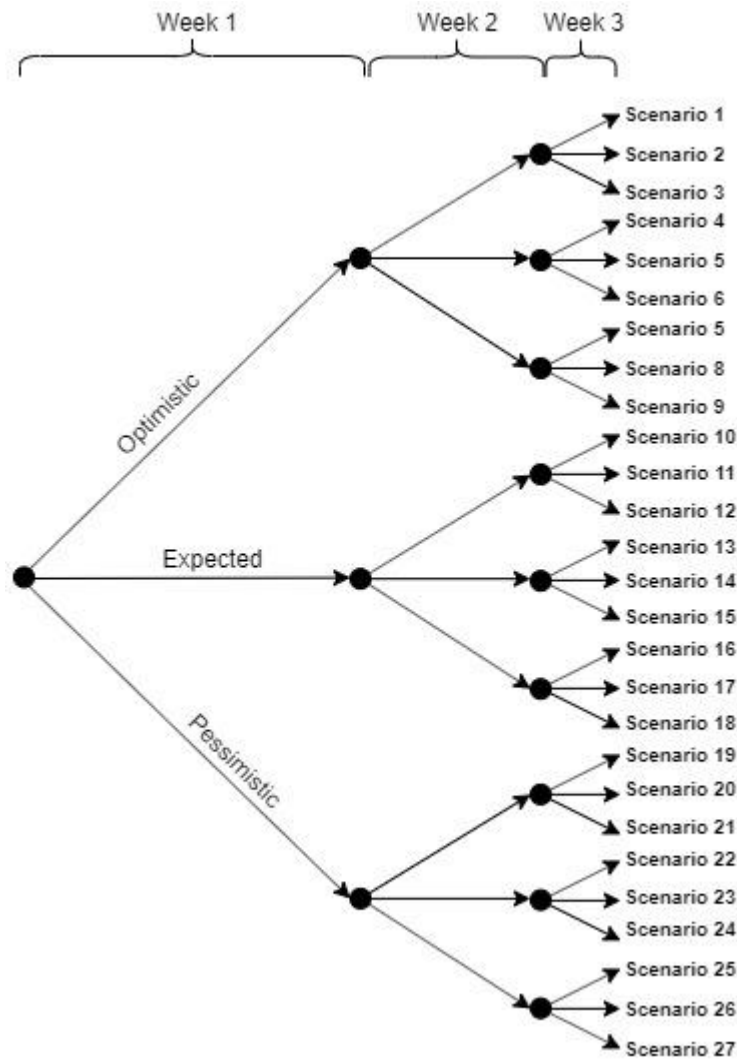 Week 1 Week 2 Week 3
Scenario 1
Scenario 2
Scenario 3
Scenario 4
Scenario 5
Scenario 6
Scenario 5
Scenario 8
Scenario 9
Optimistic
Scenario 10
Scenario 11
Scenario 12
Expected
Scenario 13
Scenario 14
Scenario 15
Scenario 16
Scenario 17
Scenario 18
Pessimistic
Scenario 19
Scenario 20
Scenario 21
Scenario 22
Scenario 23
Scenario 24
Scenario 25
Scenario 26
Scenario 27